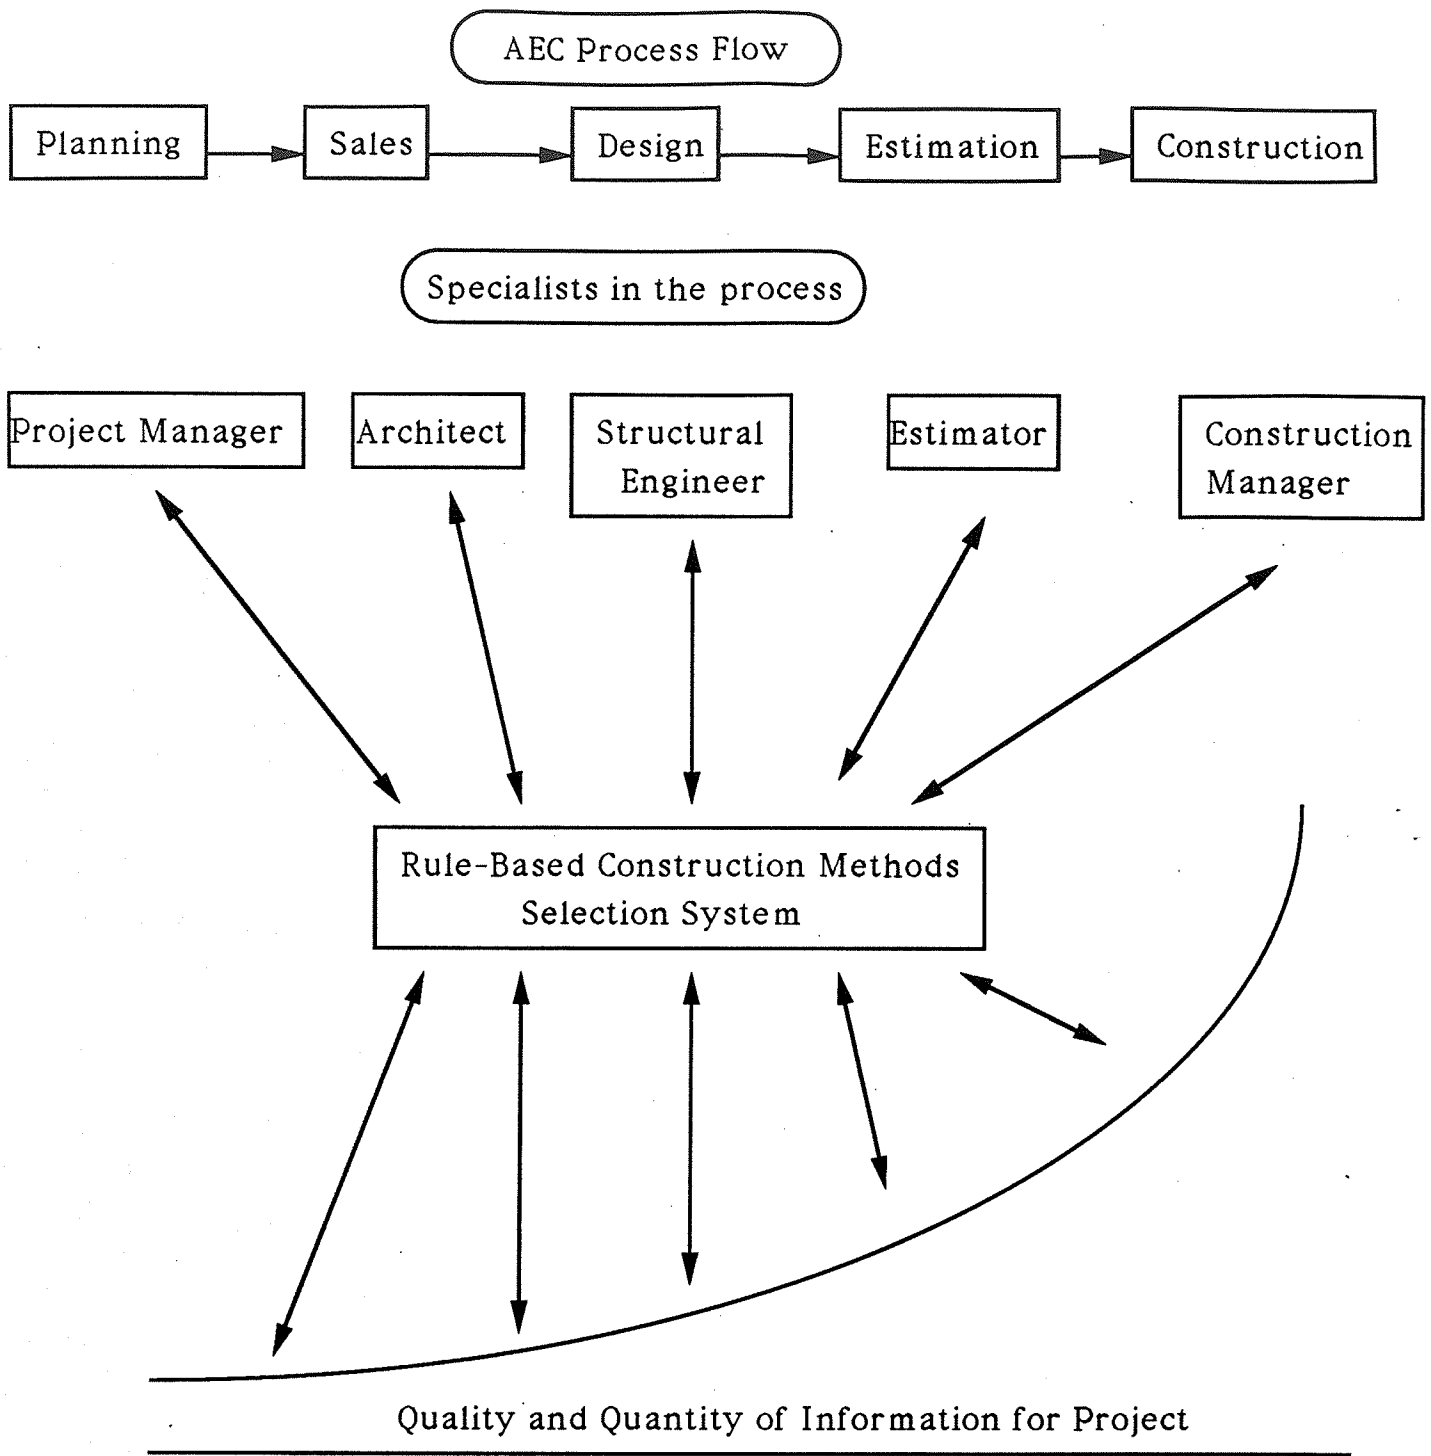 AEC Process Flow
Planning
Sales
Design
Estimation
Construction
Specialists in the process
Project Manager
Architect
Structural
Engineer
Estimator
Construction
Manager
Rule-Based Construction Methods
Selection System
Quality and Quantity of Information for Project